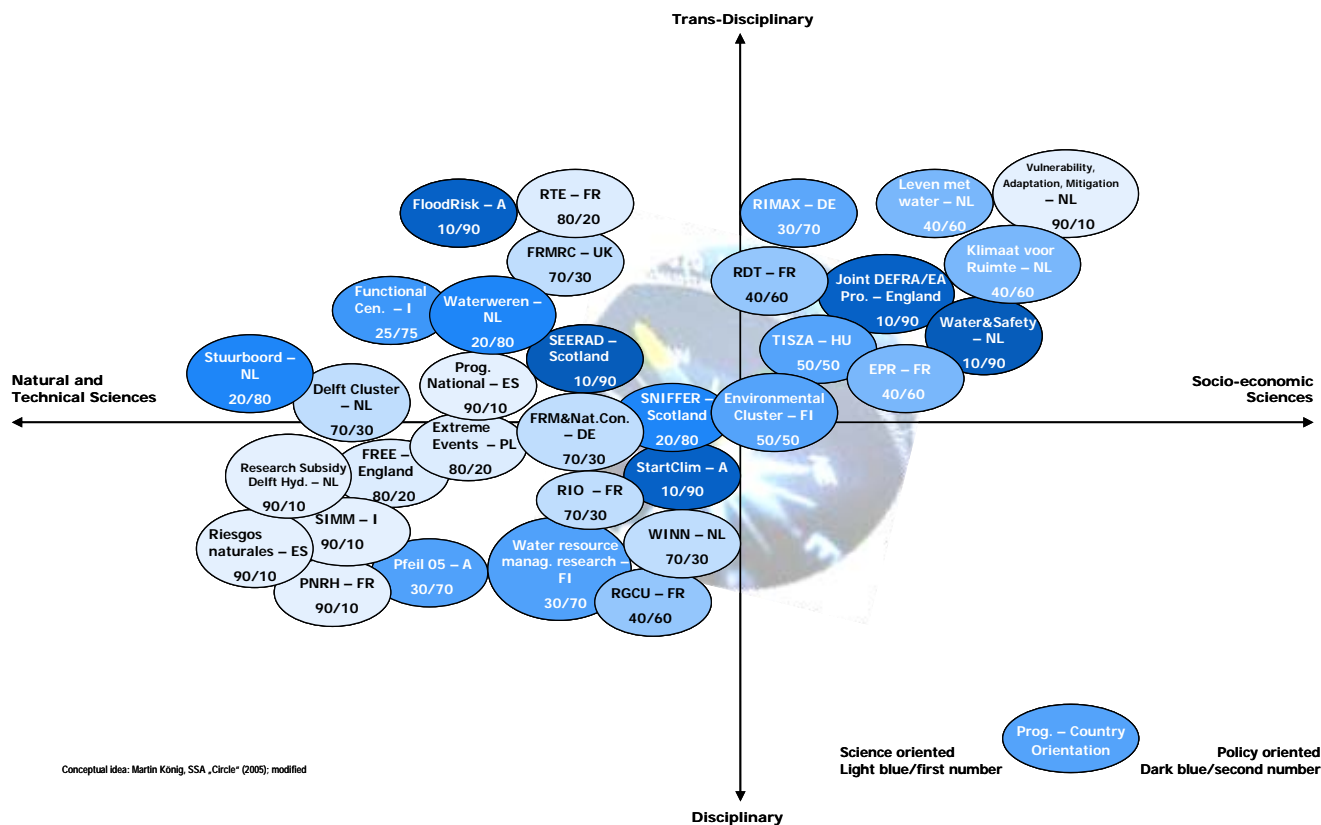 Trans-Disciplinary
FloodRisk – A
10/90
RTE – FR
80/20
FRMRC – UK
70/30
RIMAX – DE
30/70
Leven met
water – NL
40/60
Vulnerability,
Adaptation, Mitigation
– NL
90/10
Klimaat voor
Ruimte – NL
40/60
RDT – FR
40/60
Joint DEFRA/EA
Pro. – England
10/90
Functional
Cen. – I
25/75
Waterweren –
NL
20/80
SEERAD –
Scotland
10/90
TISZA – HU
50/50
Water&Safety
– NL
10/90
EPR – FR
40/60
Stuurboord –
NL
20/80
Natural and
Technical Sciences
Socio-economic
Sciences
Delft Cluster
– NL
70/30
Prog.
National – ES
90/10
SNIFFER –
Scotland
20/80
Environmental
Cluster – FI
50/50
Extreme
Events – PL
80/20
FRM&Nat.Con.
– DE
70/30
Research Subsidy
Delft Hyd. – NL
90/10
FREE –
England
80/20
StartClim – A
10/90
RIO – FR
70/30
SIMM – I
90/10
Riesgos
naturales – ES
90/10
PNRH – FR
90/10
Pfeil 05 – A
30/70
Water resource
manag. research –
FI
30/70
WINN – NL
70/30
RGCU – FR
40/60
Prog. – Country
Orientation
Science oriented
Light blue/first number
Policy oriented
Dark blue/second number
Conceptual idea: Martin König, SSA „Circle“ (2005); modified
Disciplinary